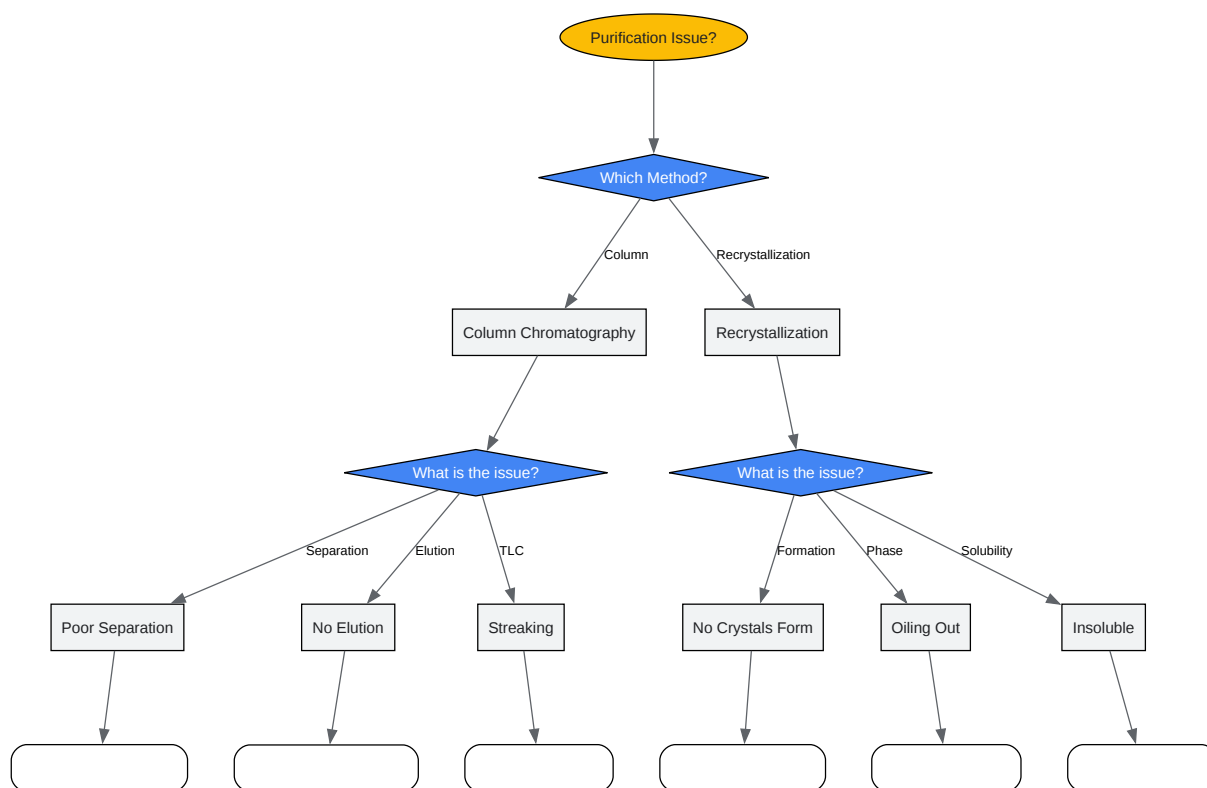 Purification Issue?
Which Method?
Column
Recrystallization
Column Chromatography
Recrystallization
What is the issue?
What is the issue?
Separation
Elution
TLC
Formation
Phase
Solubility
Poor Separation
No Elution
Streaking
No Crystals Form
Oiling Out
Insoluble